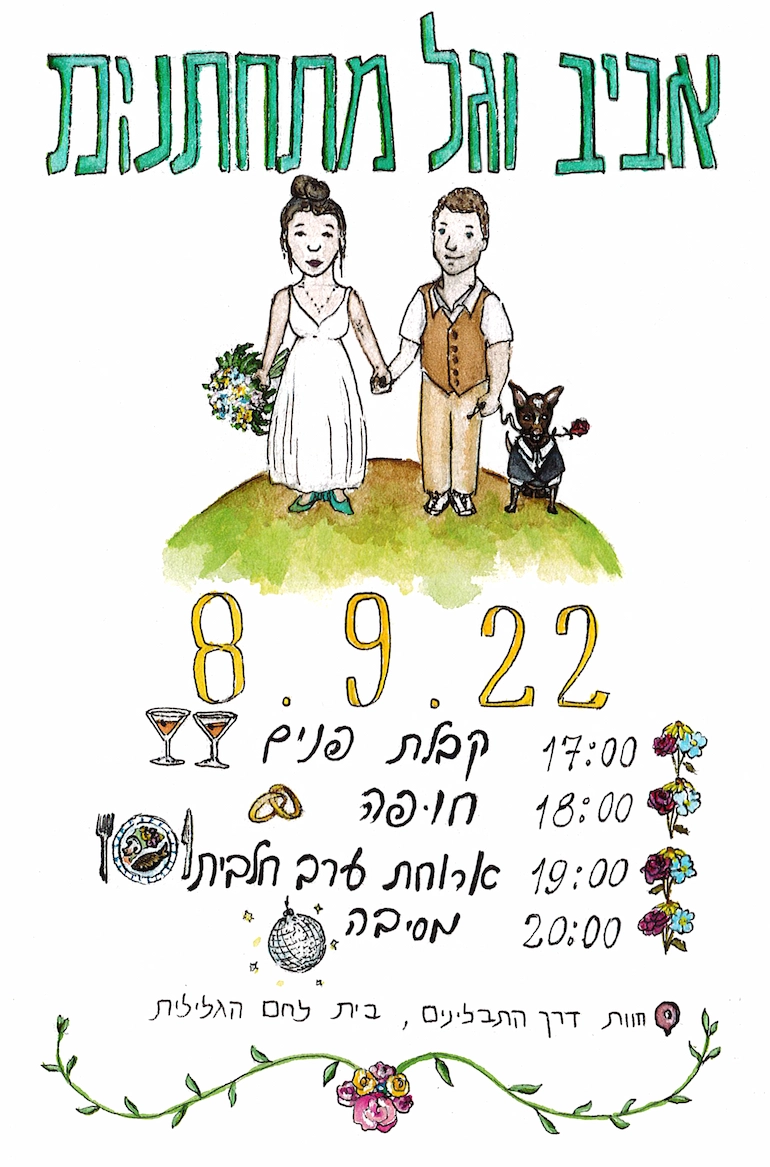 אביב וגל מתחתנים
8.9.22
17:00 קבלת פנים
18:00 חופה
19:00 ארוחת ערב חלבית
20:00 מסיבה
חוות דרך התבלינים, בית לחם הגלילית